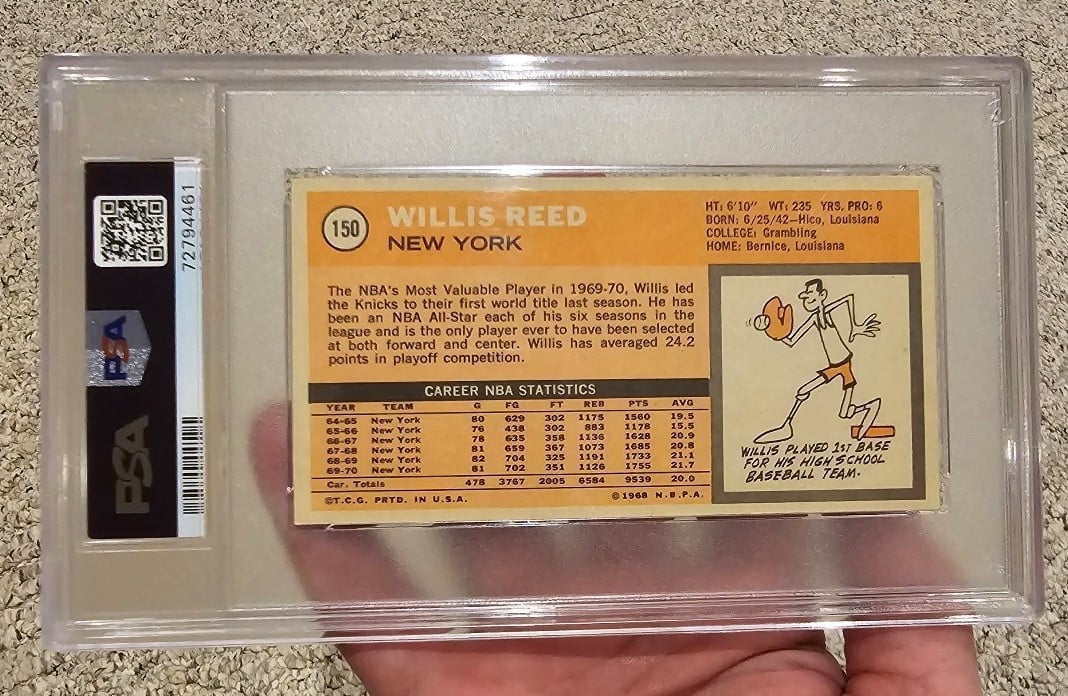 72794461
PSA
PSA
150
WILLIS REED
NEW YORK
HT: 6'10" WT: 235 YRS. PRO: 6
BORN: 6/25/42—Hico, Louisiana
COLLEGE: Grambling
HOME: Bernice, Louisiana
The NBA's Most Valuable Player in 1969-70, Willis led
the Knicks to their first world title last season. He has
been an NBA All-Star each of his six seasons in the
league and is the only player ever to have been selected
at both forward and center. Willis has averaged 24.2
points in playoff competition.
CAREER NBA STATISTICS
YEAR TEAM G FG FT REB PTS AVG
64-65 New York 80 629 302 1175 1560 19.5
65-66 New York 76 438 302 883 1178 15.5
66-67 New York 78 635 358 1136 1628 20.9
67-68 New York 81 659 367 1073 1685 20.8
68-69 New York 82 704 325 1191 1733 21.1
69-70 New York 81 702 351 1126 1755 21.7
Car. Totals 478 3767 2005 6584 9539 20.0
©T.C.G. PRTD. IN U.S.A. ©1968 N.B.P.A.
WILLIS PLAYED 1ST BASE
FOR HIS HIGH SCHOOL
BASEBALL TEAM.